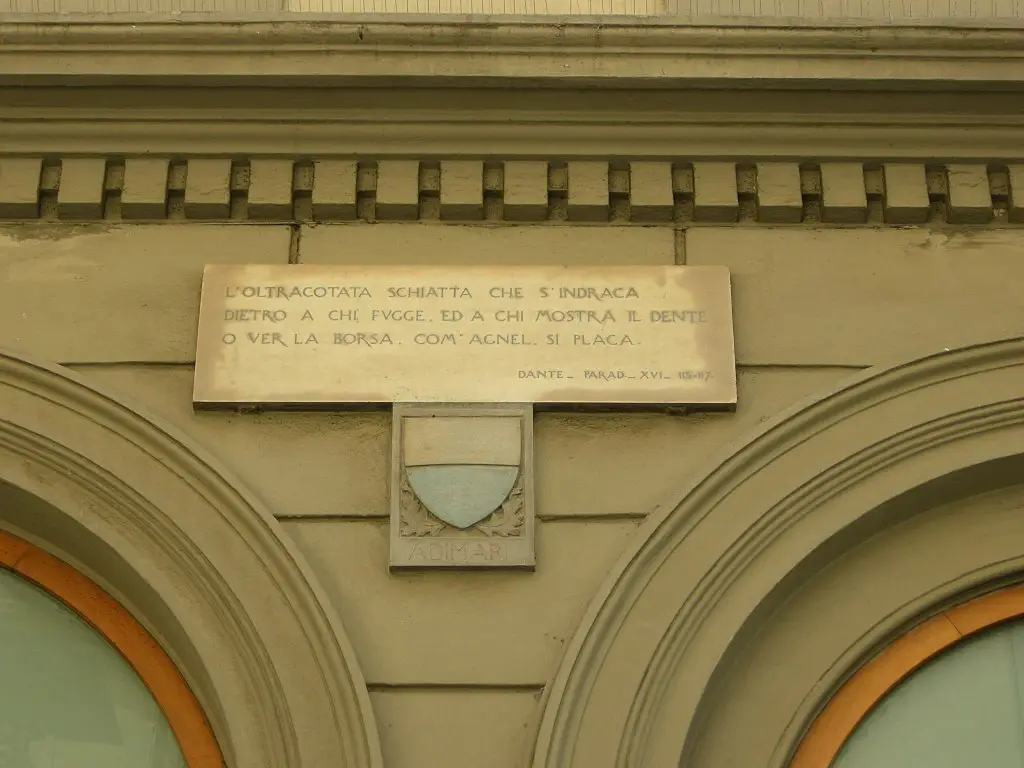 L'OLTRACOTATA SCHIATTA CHE S'INDRACA
DIETRO A CHI FVGGE, ED A CHI MOSTRA IL DENTE
O VER LA BORSA, COM'AGNEL, SI PLACA.
DANTE _ PARAD _ XVI _ 115-117.
ADIMARI